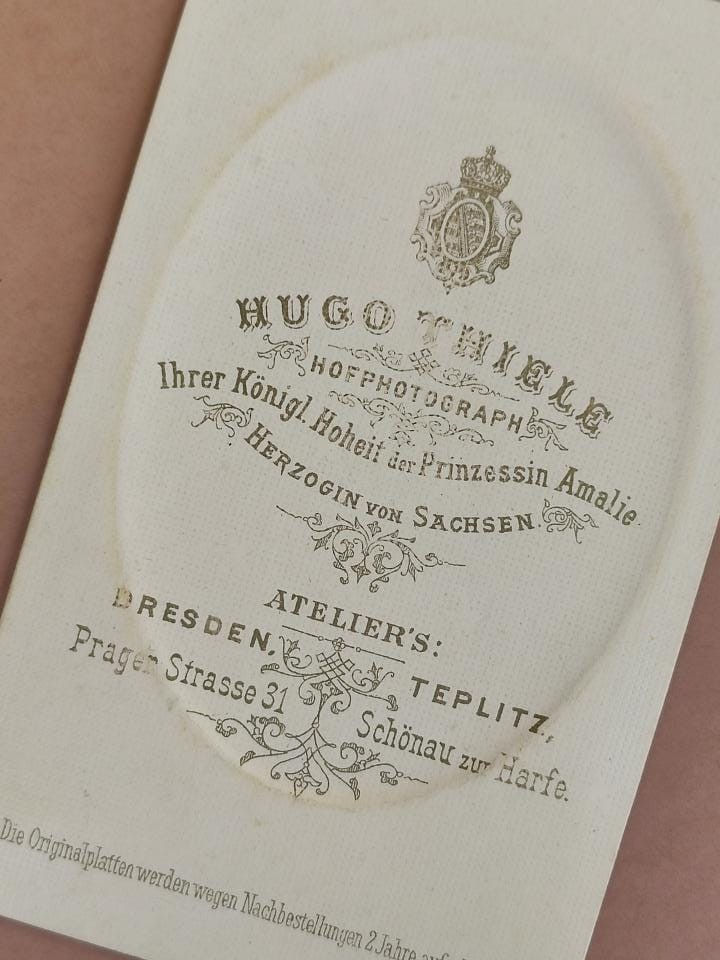 HUGO THIELE
HOFPHOTOGRAPH
Ihrer Königl. Hoheit der Prinzessin Amalie
HERZOGIN VON SACHSEN.
ATELIER'S:
DRESDEN,
Prager Strasse 31
TEPLITZ,
Schönau zur Harfe.
Die Originalplatten werden wegen Nachbestellungen 2 Jahre